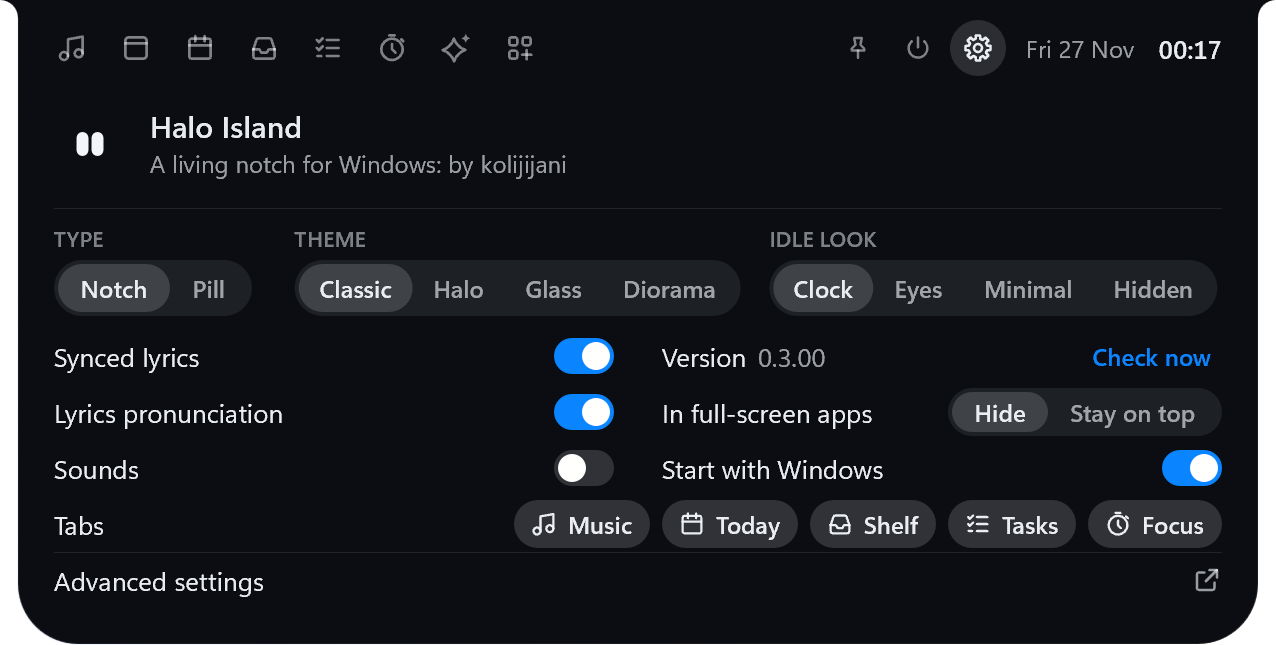 Fri 27 Nov 00:17
Halo Island
A living notch for Windows: by kolijijani
TYPE THEME IDLE LOOK
Notch Pill Classic Halo Glass Diorama Clock Eyes Minimal Hidden
Synced lyrics Version 0.3.00 Check now
Lyrics pronunciation In full-screen apps Hide Stay on top
Sounds Start with Windows
Tabs Music Today Shelf Tasks Focus
Advanced settings